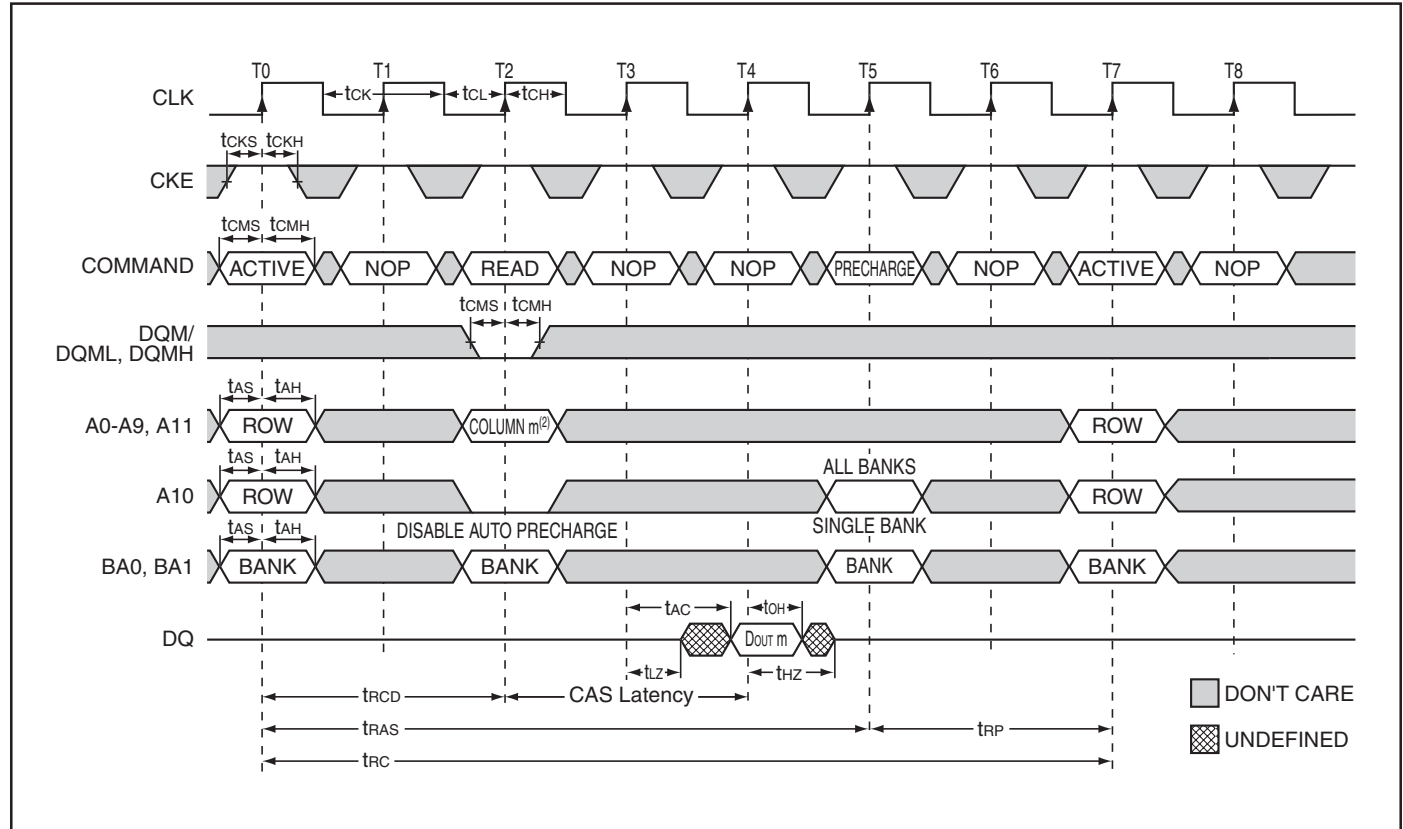 T0 T1 T2 T3 T4 T5 T6 T7 T8
CLK tCK tCL tCH
tCKS tCKH
CKE
tCMS tCMH
COMMAND ACTIVE NOP READ NOP NOP PRECHARGE NOP ACTIVE NOP
tCMS tCMH
DQM/
DQML, DQMH
tAS tAH
A0-A9, A11 ROW COLUMN m(2) ROW
tAS tAH ALL BANKS
A10 ROW ROW
DISABLE AUTO PRECHARGE SINGLE BANK
tAS tAH
BA0, BA1 BANK BANK BANK BANK
tAC tOH
DQ DOUT m
tLZ tHZ
tRCD CAS Latency
DON'T CARE
tRAS tRP
UNDEFINED
tRC